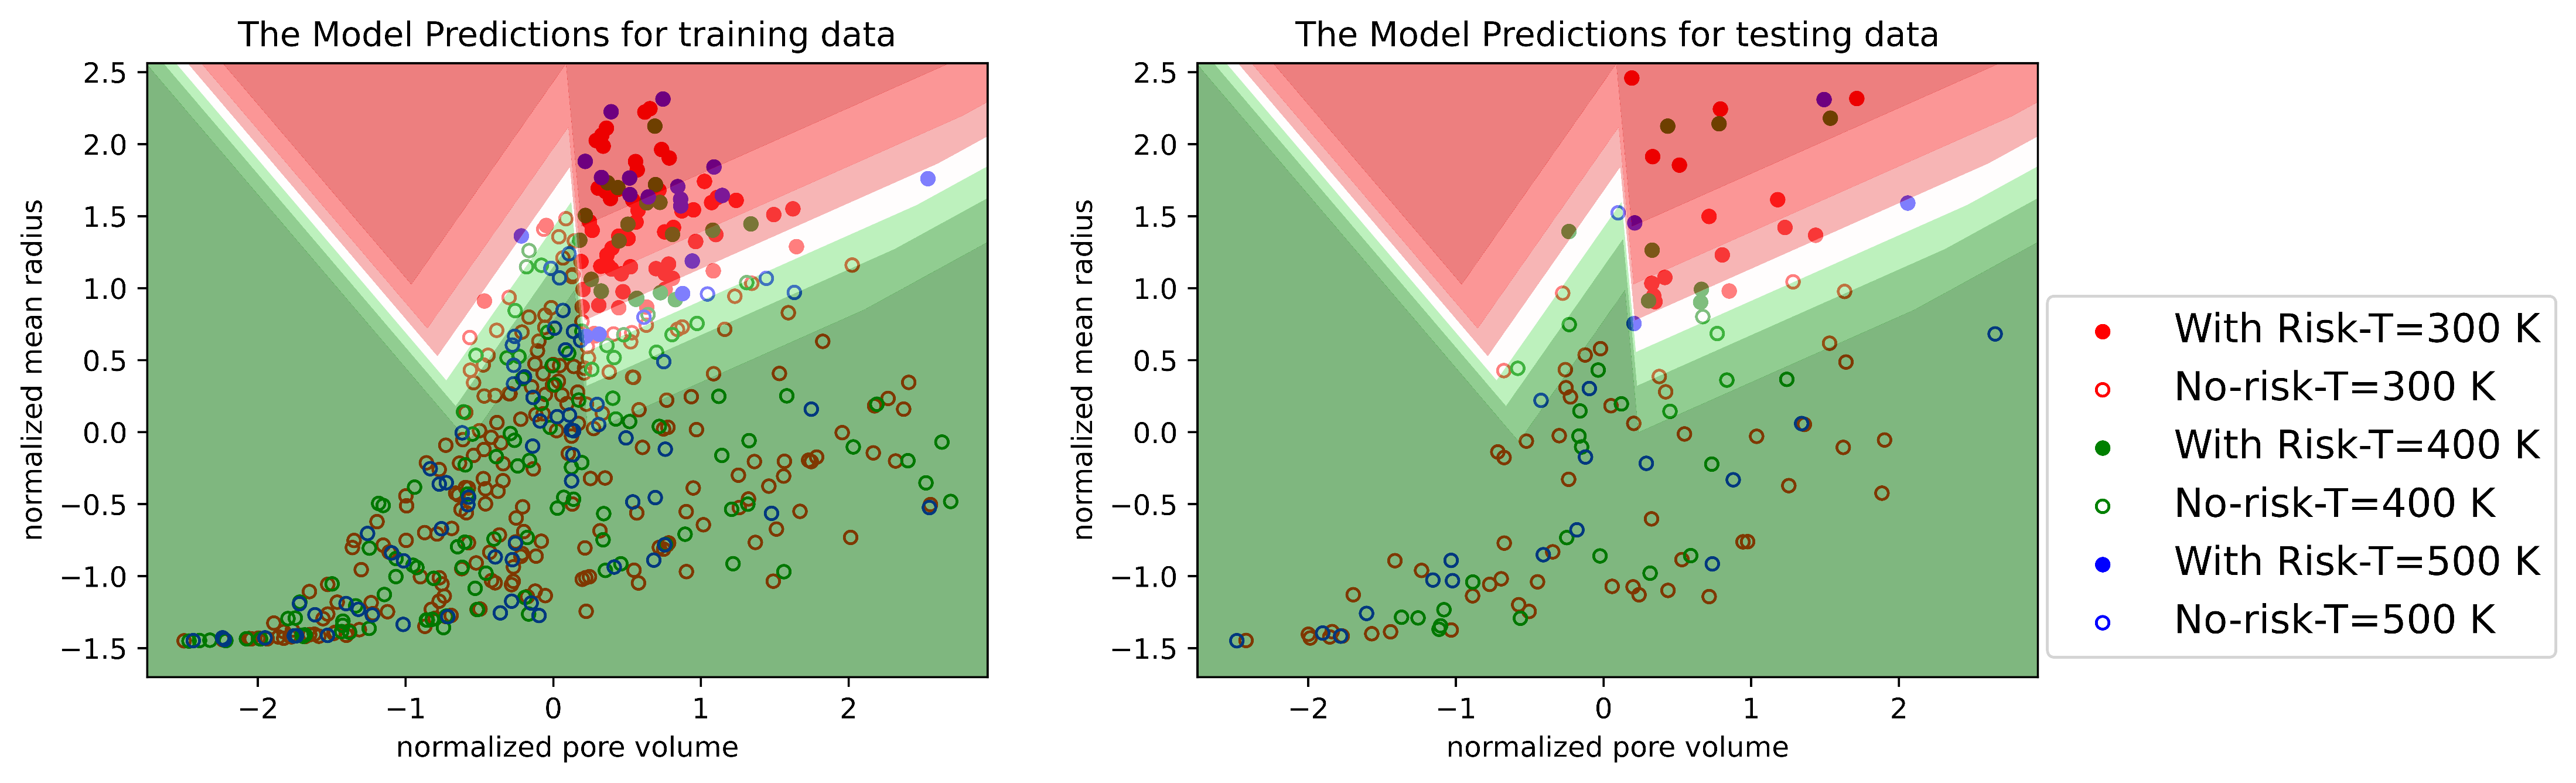 The Model Predictions for training data
2.5
2.0
1.5
1.0
0.5
0.0
−0.5
−1.0
−1.5
normalized mean radius
−2
−1
0
1
2
normalized pore volume
The Model Predictions for testing data
2.5
2.0
1.5
1.0
0.5
0.0
−0.5
−1.0
−1.5
normalized mean radius
−2
−1
0
1
2
normalized pore volume
With Risk-T=300 K
No-risk-T=300 K
With Risk-T=400 K
No-risk-T=400 K
With Risk-T=500 K
No-risk-T=500 K